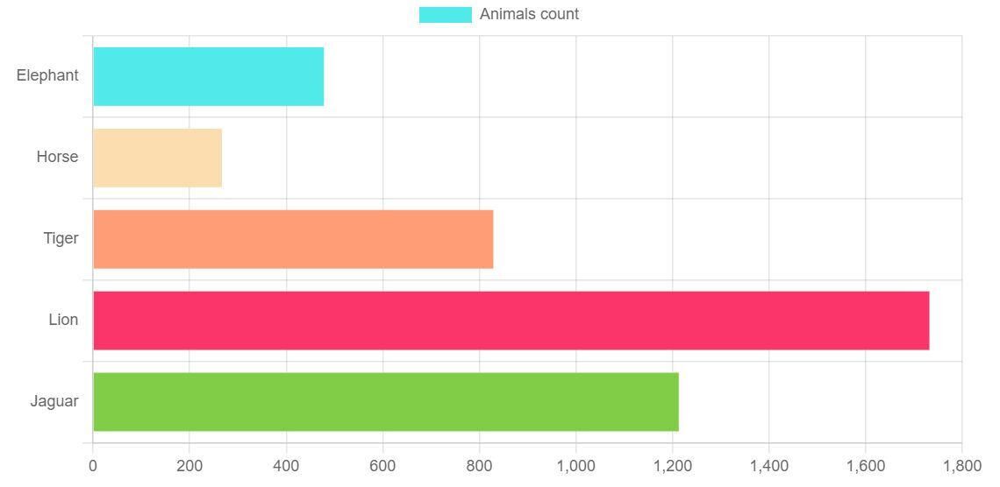 Animals count
Elephant
Horse
Tiger
Lion
Jaguar
0 200 400 600 800 1,000 1,200 1,400 1,600 1,800